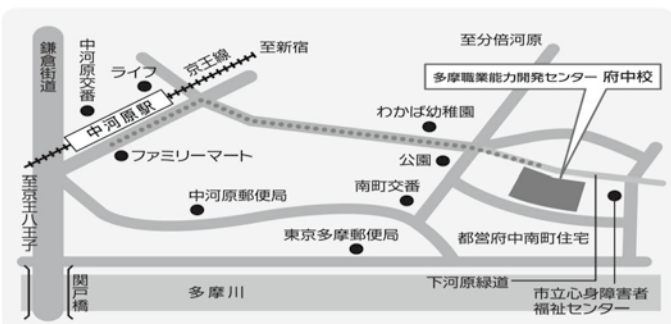 鎌倉街道
中河原交番
ライフ
京王線
至新宿
至分倍河原
多摩職業能力開発センター 府中校
中河原駅
わかば幼稚園
ファミリーマート
公園
至京王八王子
中河原郵便局
南町交番
東京多摩郵便局
都営府中南町住宅
下河原緑道
関戸橋
多摩川
市立心身障害者
福祉センター